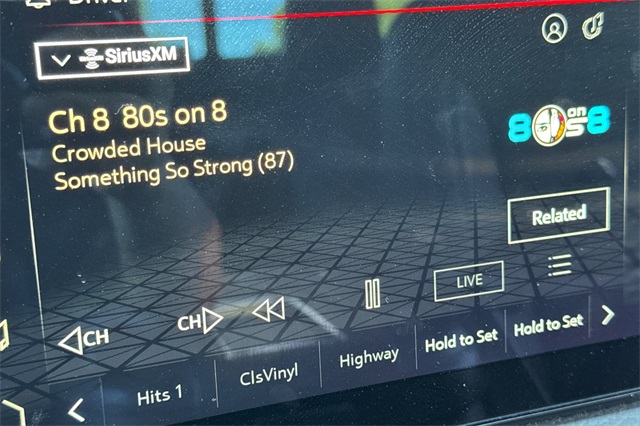 Driver
SiriusXM
Ch 8 80s on 8
Crowded House
Something So Strong (87)
80s on 8
Related
LIVE
CH
CH
Hits 1
ClsVinyl
Highway
Hold to Set
Hold to Set